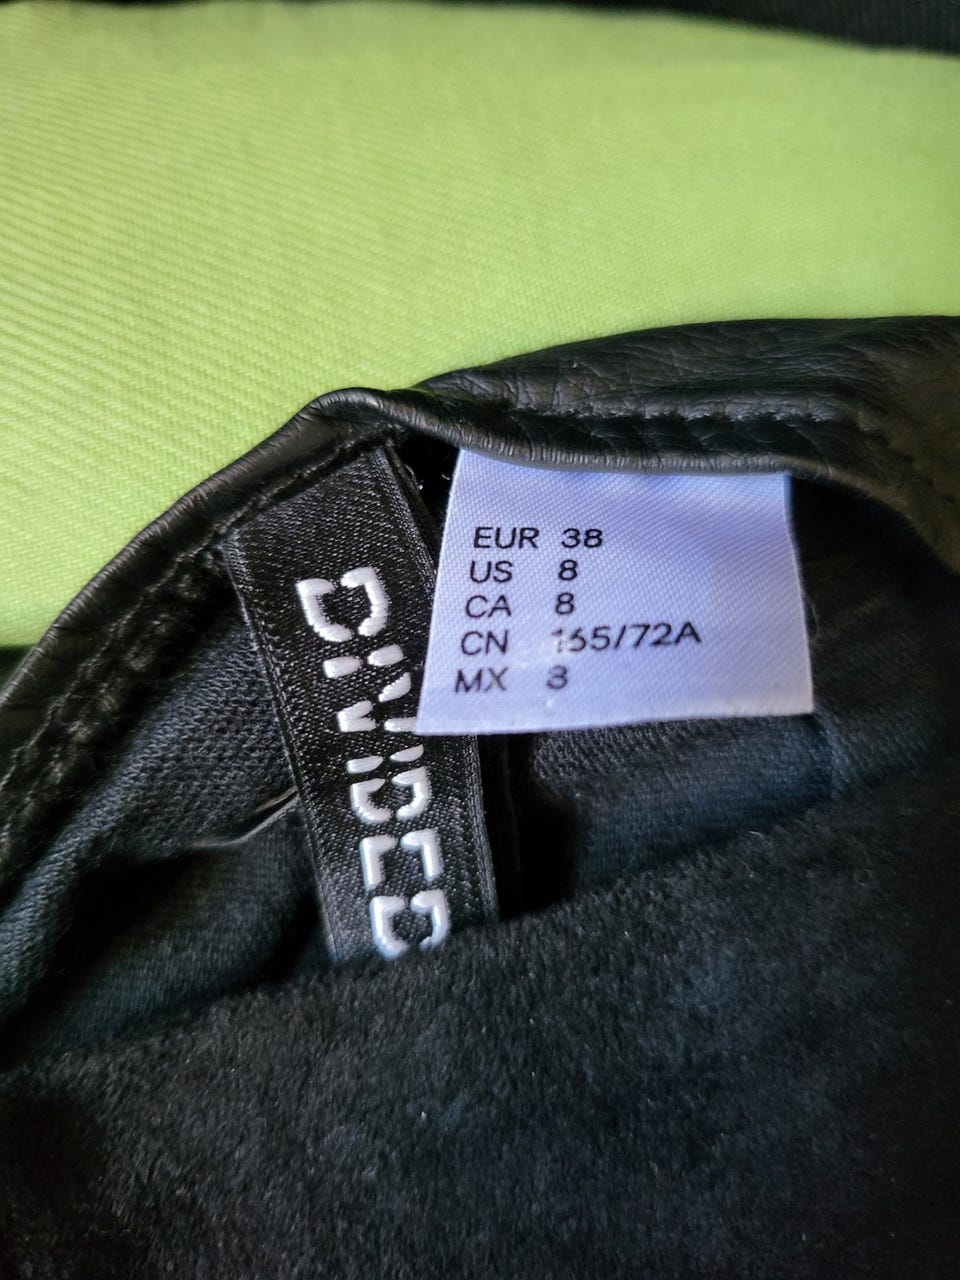 DIVIDED
EUR 38
US 8
CA 8
CN 165/72A
MX 8